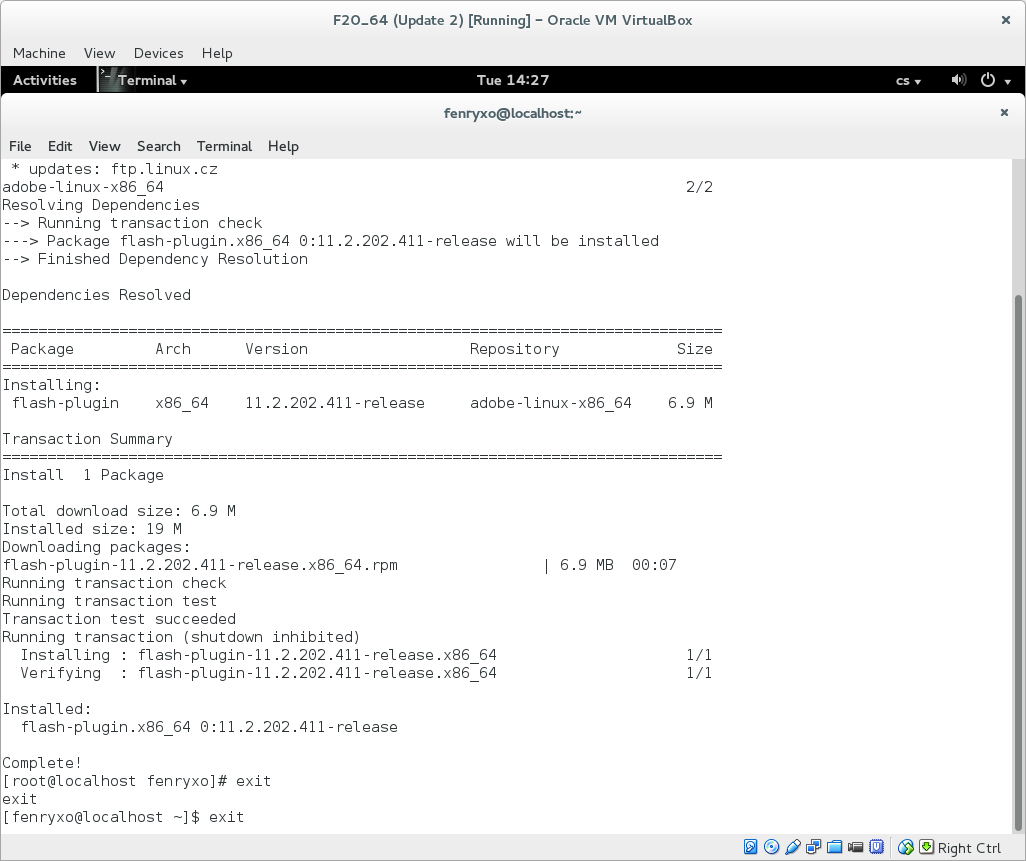 F20_64 (Update 2) [Running] - Oracle VM VirtualBox
Machine View Devices Help
Activities Terminal Tue 14:27 cs
fenryxo@localhost:~
File Edit View Search Terminal Help
 * updates: ftp.linux.cz
adobe-linux-x86_64                                                          2/2
Resolving Dependencies
--> Running transaction check
---> Package flash-plugin.x86_64 0:11.2.202.411-release will be installed
--> Finished Dependency Resolution

Dependencies Resolved

================================================================================
 Package         Arch      Version                  Repository             Size
================================================================================
Installing:
 flash-plugin    x86_64    11.2.202.411-release     adobe-linux-x86_64    6.9 M

Transaction Summary
================================================================================
Install  1 Package

Total download size: 6.9 M
Installed size: 19 M
Downloading packages:
flash-plugin-11.2.202.411-release.x86_64.rpm                | 6.9 MB  00:07
Running transaction check
Running transaction test
Transaction test succeeded
Running transaction (shutdown inhibited)
  Installing : flash-plugin-11.2.202.411-release.x86_64                     1/1
  Verifying  : flash-plugin-11.2.202.411-release.x86_64                     1/1

Installed:
  flash-plugin.x86_64 0:11.2.202.411-release

Complete!
[root@localhost fenryxo]# exit
exit
[fenryxo@localhost ~]$ exit
Right Ctrl